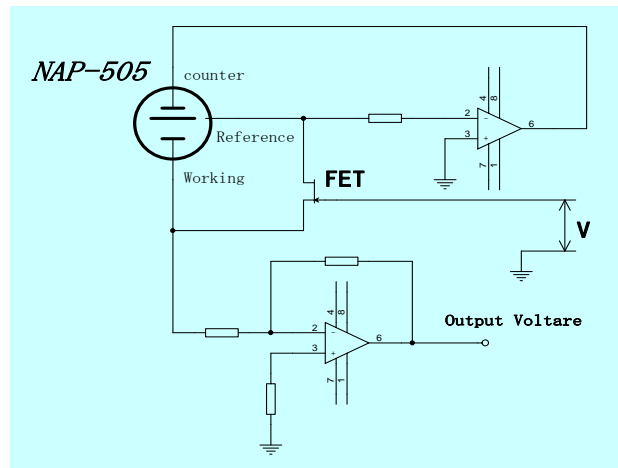 NAP-505
counter
Reference
Working
FET
V
Output Voltare
4
8
2
-
6
3
+
7
1
4
8
2
-
6
3
+
7
1